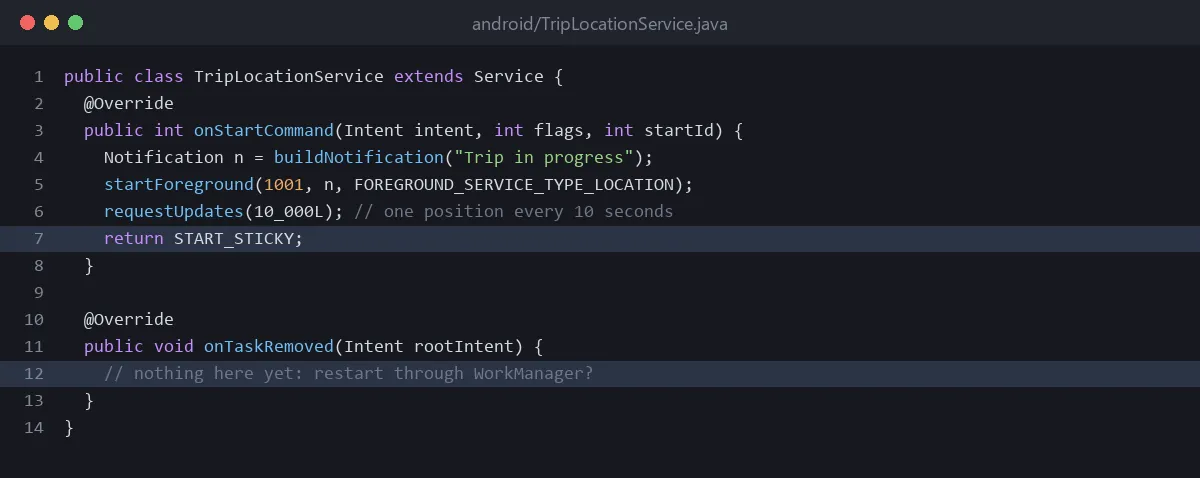 android/TripLocationService.java
1 public class TripLocationService extends Service {
2 @Override
3 public int onStartCommand(Intent intent, int flags, int startId) {
4 Notification n = buildNotification("Trip in progress");
5 startForeground(1001, n, FOREGROUND_SERVICE_TYPE_LOCATION);
6 requestUpdates(10_000L); // one position every 10 seconds
7 return START_STICKY;
8 }
9
10 @Override
11 public void onTaskRemoved(Intent rootIntent) {
12 // nothing here yet: restart through WorkManager?
13 }
14 }